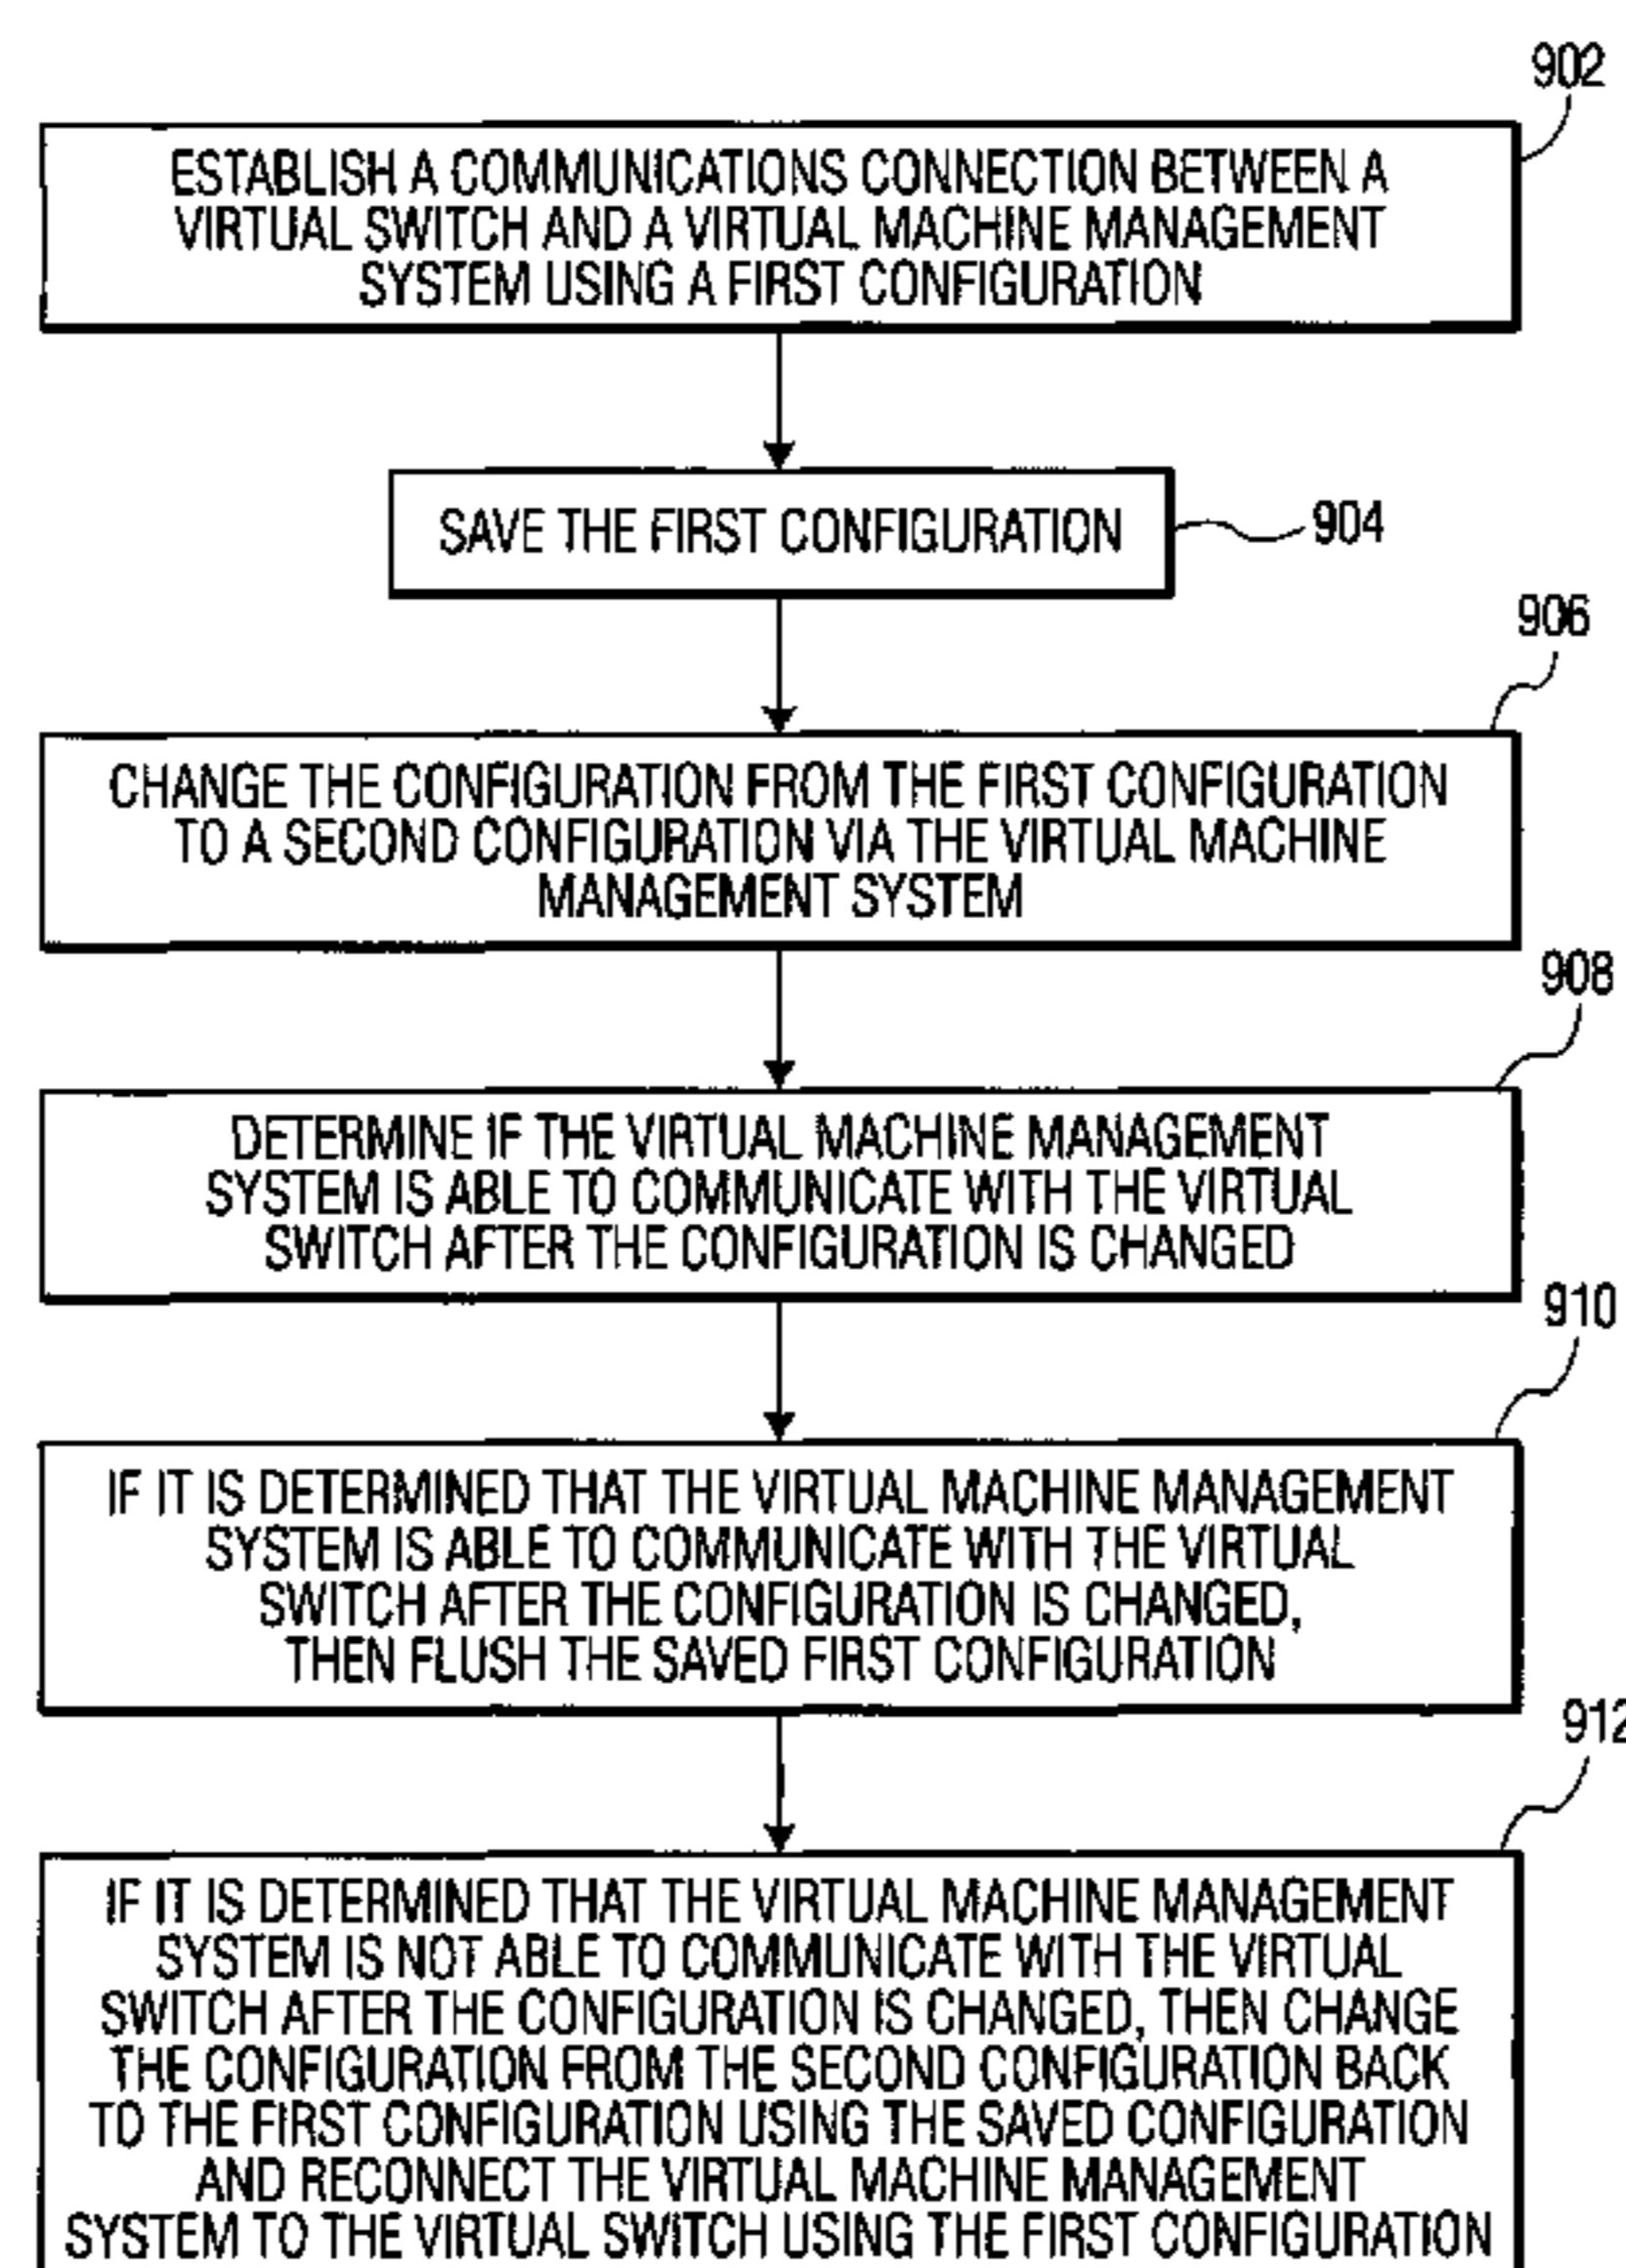 902
ESTABLISH A COMMUNICATIONS CONNECTION BETWEEN A
VIRTUAL SWITCH AND A VIRTUAL MACHINE MANAGEMENT
SYSTEM USING A FIRST CONFIGURATION
SAVE THE FIRST CONFIGURATION
904
906
CHANGE THE CONFIGURATION FROM THE FIRST CONFIGURATION
TO A SECOND CONFIGURATION VIA THE VIRTUAL MACHINE
MANAGEMENT SYSTEM
908
DETERMINE IF THE VIRTUAL MACHINE MANAGEMENT
SYSTEM IS ABLE TO COMMUNICATE WITH THE VIRTUAL
SWITCH AFTER THE CONFIGURATION IS CHANGED
910
IF IT IS DETERMINED THAT THE VIRTUAL MACHINE MANAGEMENT
SYSTEM IS ABLE TO COMMUNICATE WITH THE VIRTUAL
SWITCH AFTER THE CONFIGURATION IS CHANGED,
THEN FLUSH THE SAVED FIRST CONFIGURATION
912
IF IT IS DETERMINED THAT THE VIRTUAL MACHINE MANAGEMENT
SYSTEM IS NOT ABLE TO COMMUNICATE WITH THE VIRTUAL
SWITCH AFTER THE CONFIGURATION IS CHANGED, THEN CHANGE
THE CONFIGURATION FROM THE SECOND CONFIGURATION BACK
TO THE FIRST CONFIGURATION USING THE SAVED CONFIGURATION
AND RECONNECT THE VIRTUAL MACHINE MANAGEMENT
SYSTEM TO THE VIRTUAL SWITCH USING THE FIRST CONFIGURATION